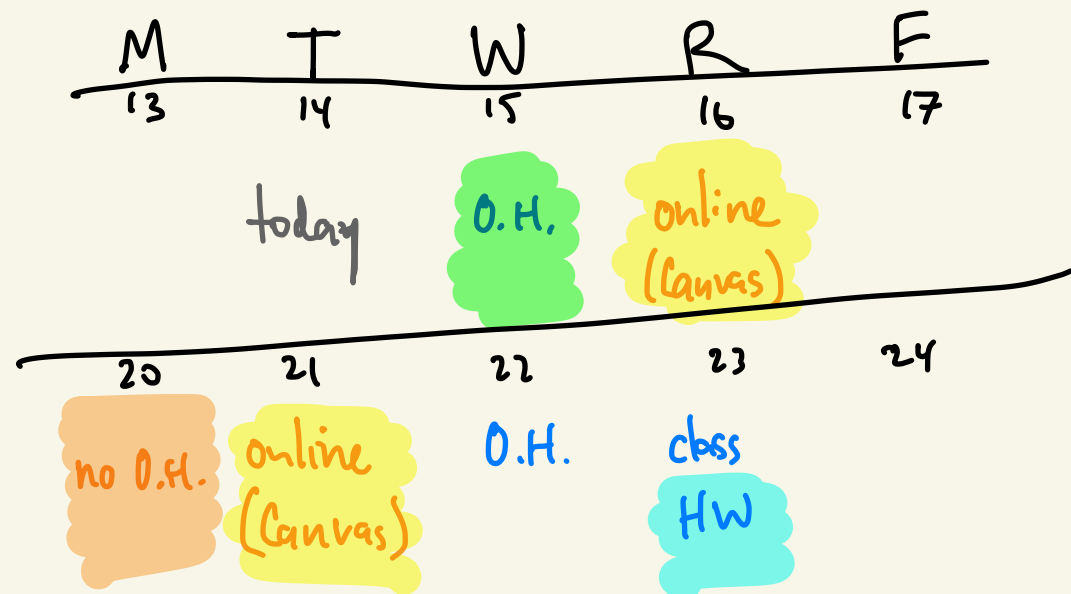 M T W R F
13 14 15 16 17
today O.H. online
(Canvas)
20 21 22 23 24
no O.H. online O.H. class
(Canvas) HW